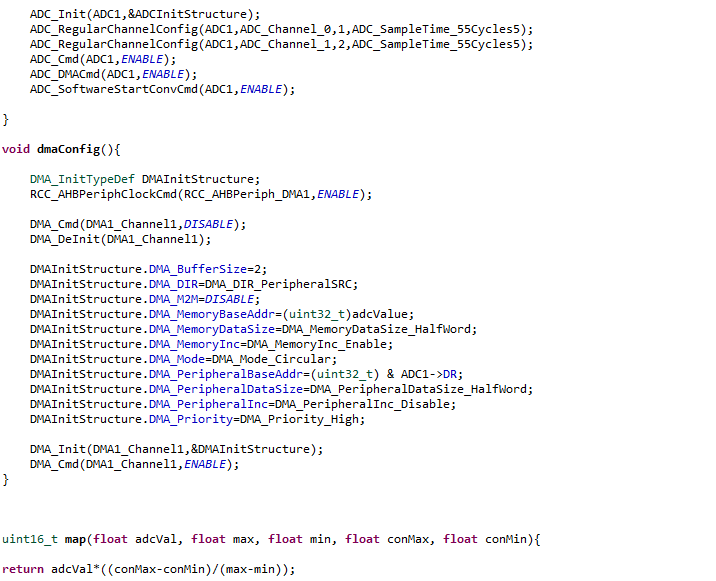 ADC_Init(ADC1,&ADCInitStructure);
ADC_RegularChannelConfig(ADC1,ADC_Channel_0,1,ADC_SampleTime_55Cycles5);
ADC_RegularChannelConfig(ADC1,ADC_Channel_1,2,ADC_SampleTime_55Cycles5);
ADC_Cmd(ADC1,ENABLE);
ADC_DMACmd(ADC1,ENABLE);
ADC_SoftwareStartConvCmd(ADC1,ENABLE);
}
void dmaConfig(){
DMA_InitTypeDef DMAInitStructure;
RCC_AHBPeriphClockCmd(RCC_AHBPeriph_DMA1,ENABLE);
DMA_Cmd(DMA1_Channel1,DISABLE);
DMA_DeInit(DMA1_Channel1);
DMAInitStructure.DMA_BufferSize=2;
DMAInitStructure.DMA_DIR=DMA_DIR_PeripheralSRC;
DMAInitStructure.DMA_M2M=DISABLE;
DMAInitStructure.DMA_MemoryBaseAddr=(uint32_t)adcValue;
DMAInitStructure.DMA_MemoryDataSize=DMA_MemoryDataSize_HalfWord;
DMAInitStructure.DMA_MemoryInc=DMA_MemoryInc_Enable;
DMAInitStructure.DMA_Mode=DMA_Mode_Circular;
DMAInitStructure.DMA_PeripheralBaseAddr=(uint32_t) & ADC1->DR;
DMAInitStructure.DMA_PeripheralDataSize=DMA_PeripheralDataSize_HalfWord;
DMAInitStructure.DMA_PeripheralInc=DMA_PeripheralInc_Disable;
DMAInitStructure.DMA_Priority=DMA_Priority_High;
DMA_Init(DMA1_Channel1,&DMAInitStructure);
DMA_Cmd(DMA1_Channel1,ENABLE);
}
uint16_t map(float adcVal, float max, float min, float conMax, float conMin){
return adcVal*((conMax-conMin)/(max-min));